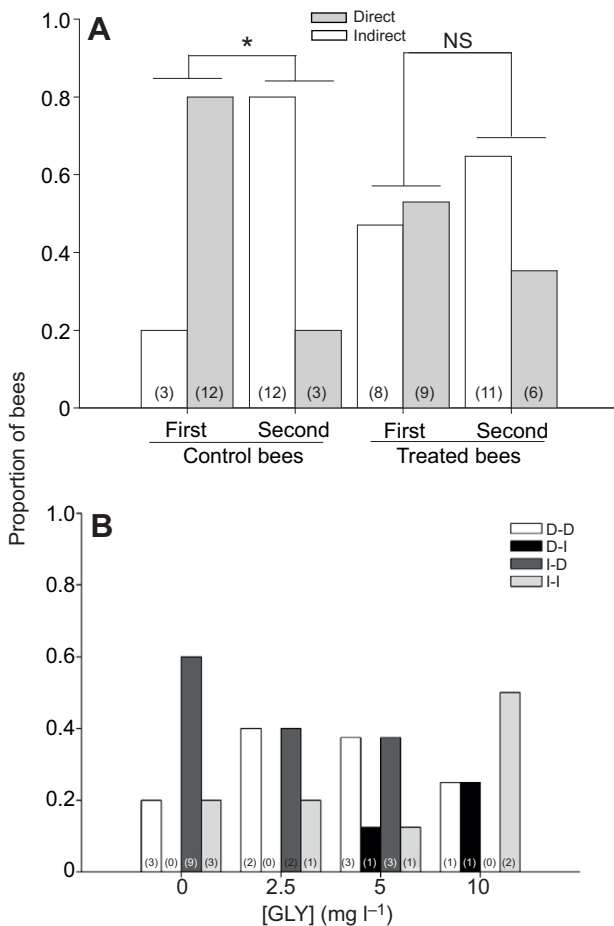 A
Direct
Indirect
*
NS
1.0
0.8
0.6
0.4
0.2
0
(3) (12) (12) (3) (8) (9) (11) (6)
First Second First Second
Control bees Treated bees
Proportion of bees
B
D-D
D-I
I-D
I-I
1.0
0.8
0.6
0.4
0.2
0
(3) (0) (9) (3) (2) (0) (2) (1) (3) (1) (3) (1) (1) (1) (0) (2)
0 2.5 5 10
[GLY] (mg l⁻¹)